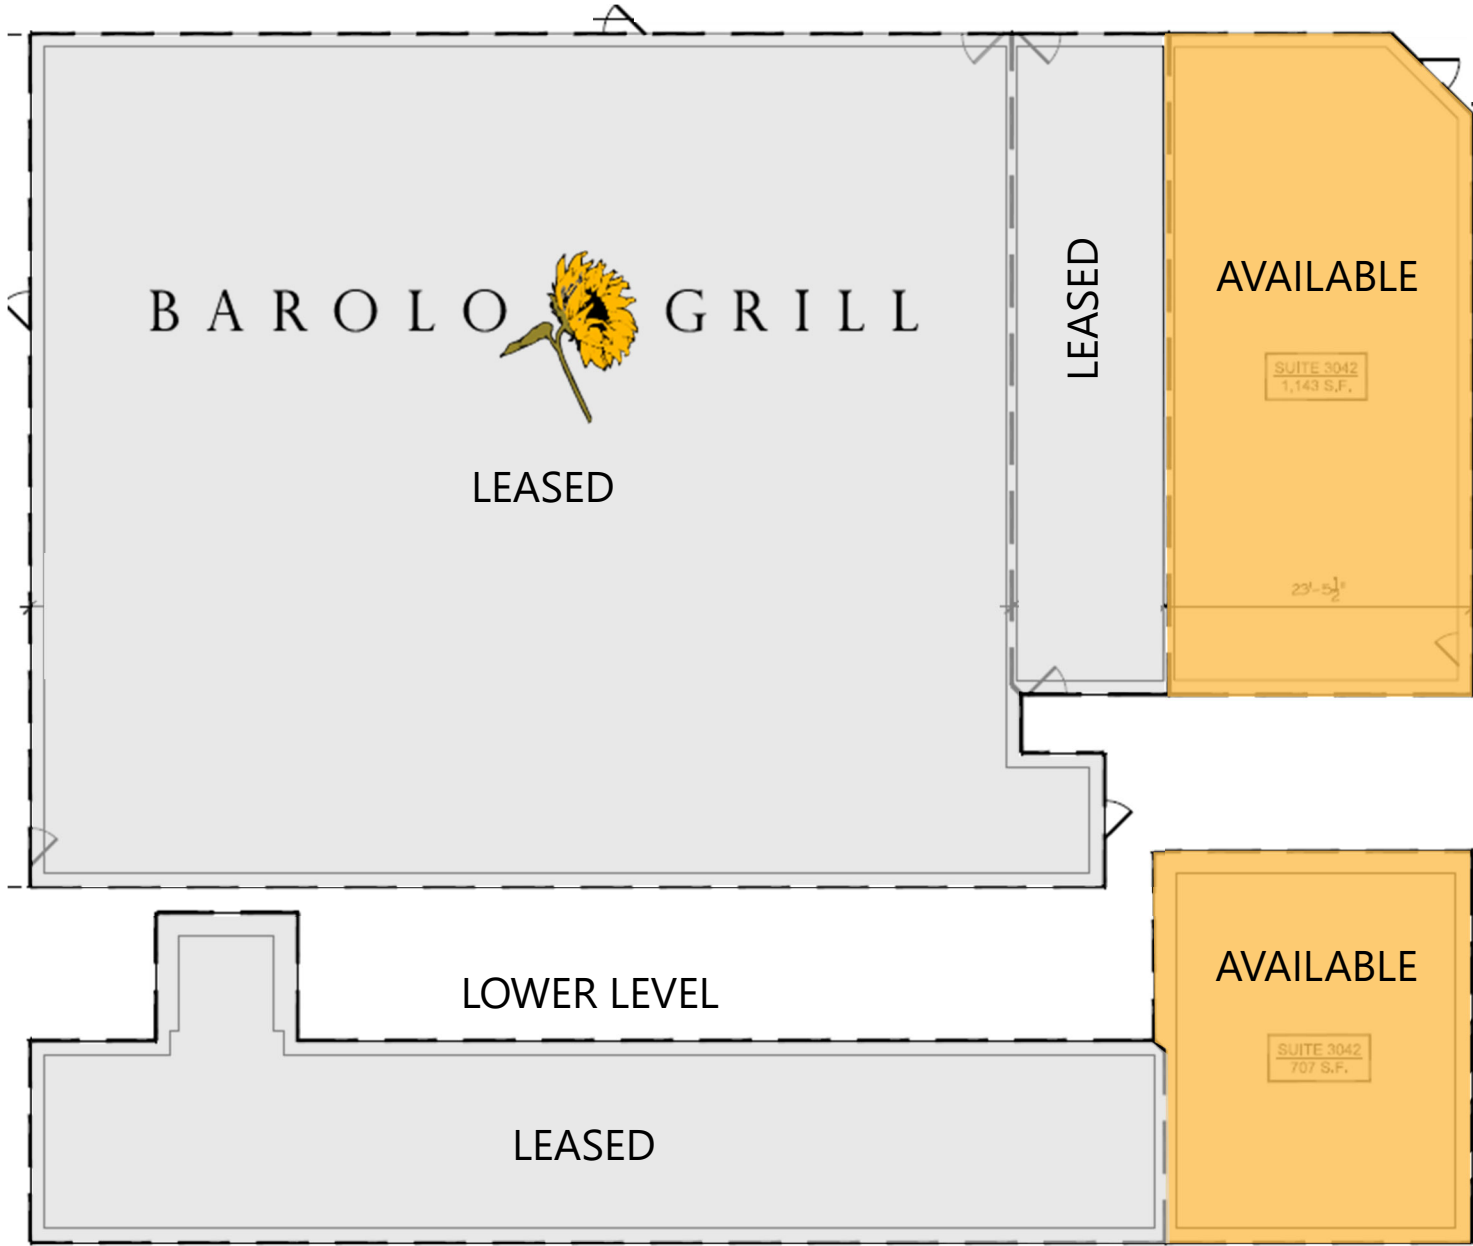 BAROLO GRILL
LEASED
LEASED
AVAILABLE
SUITE 3042
1,143 S.F.
23'-5½"
LOWER LEVEL
LEASED
AVAILABLE
SUITE 3042
707 S.F.